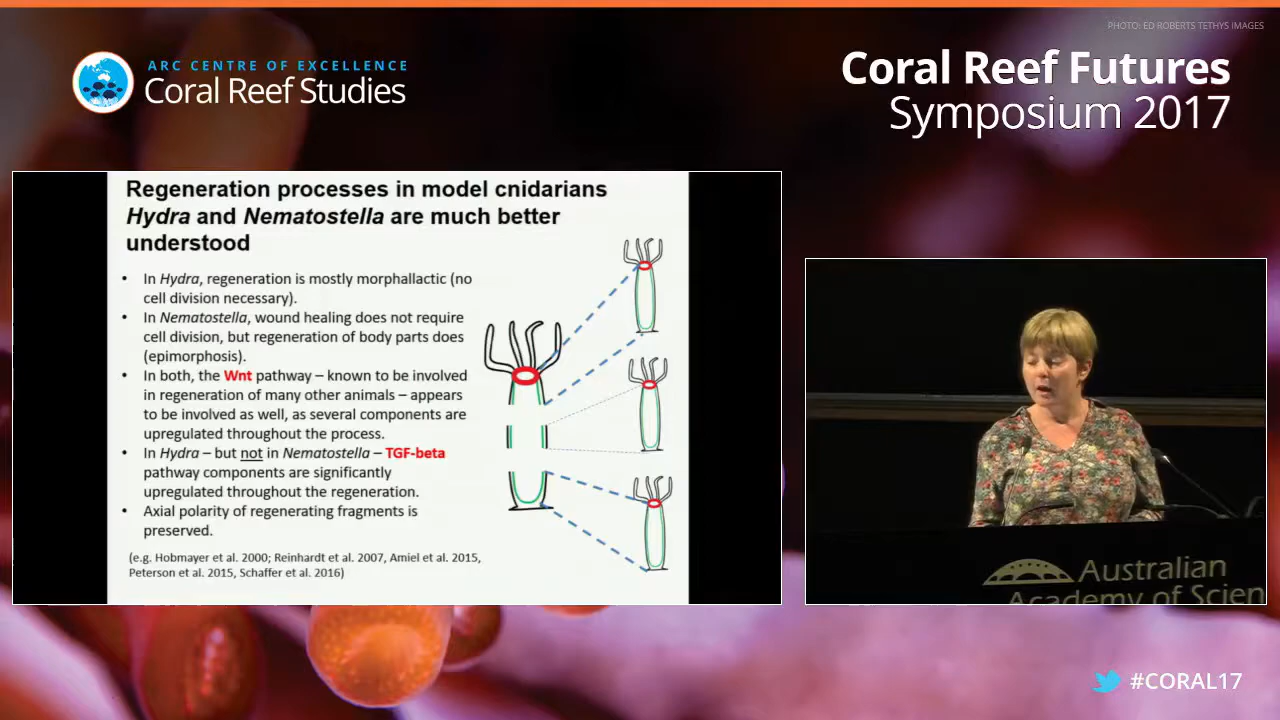 PHOTO: ED ROBERTS TETHYS IMAGES
ARC CENTRE OF EXCELLENCE
Coral Reef Studies
Coral Reef Futures
Symposium 2017
Regeneration processes in model cnidarians
Hydra and Nematostella are much better
understood
• In Hydra, regeneration is mostly morphallactic (no
cell division necessary).
• In Nematostella, wound healing does not require
cell division, but regeneration of body parts does
(epimorphosis).
• In both, the Wnt pathway – known to be involved
in regeneration of many other animals – appears
to be involved as well, as several components are
upregulated throughout the process.
• In Hydra – but not in Nematostella – TGF-beta
pathway components are significantly
upregulated throughout the regeneration.
• Axial polarity of regenerating fragments is
preserved.
(e.g. Hobmayer et al. 2000; Reinhardt et al. 2007, Amiel et al. 2015,
Peterson et al. 2015, Schaffer et al. 2016)
Australian
Academy of Scien
#CORAL17